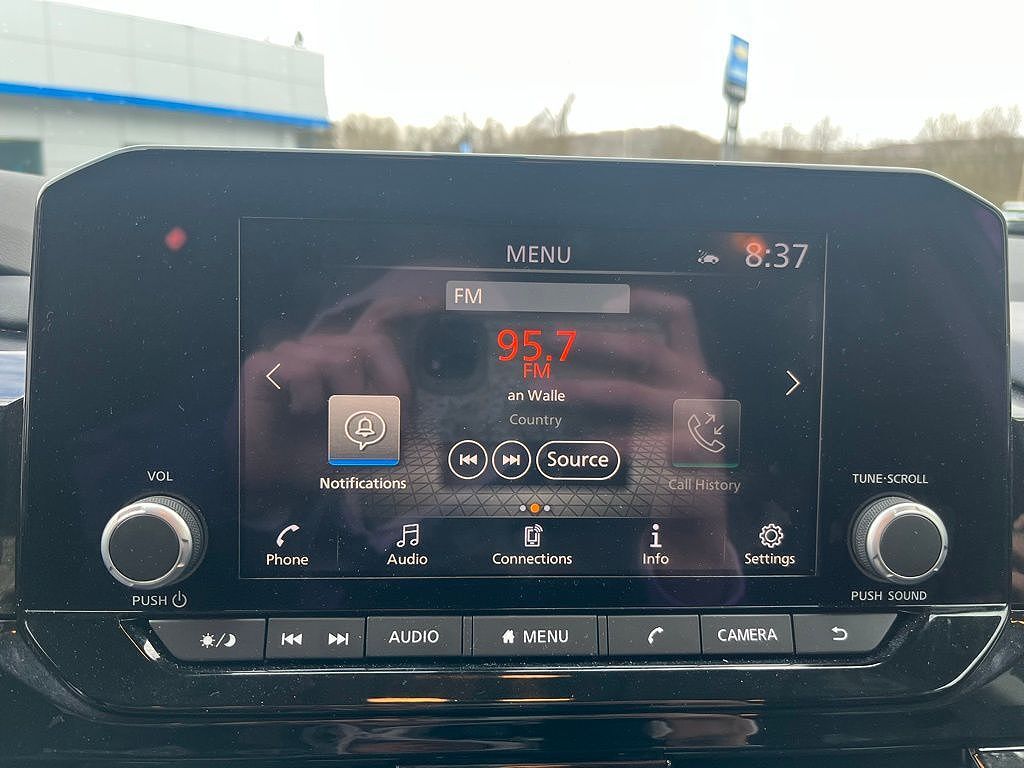 MENU
8:37
FM
95.7
FM
an Walle
Country
Source
Notifications
Call History
Phone
Audio
Connections
Info
Settings
VOL
PUSH
TUNE·SCROLL
PUSH SOUND
AUDIO
MENU
CAMERA